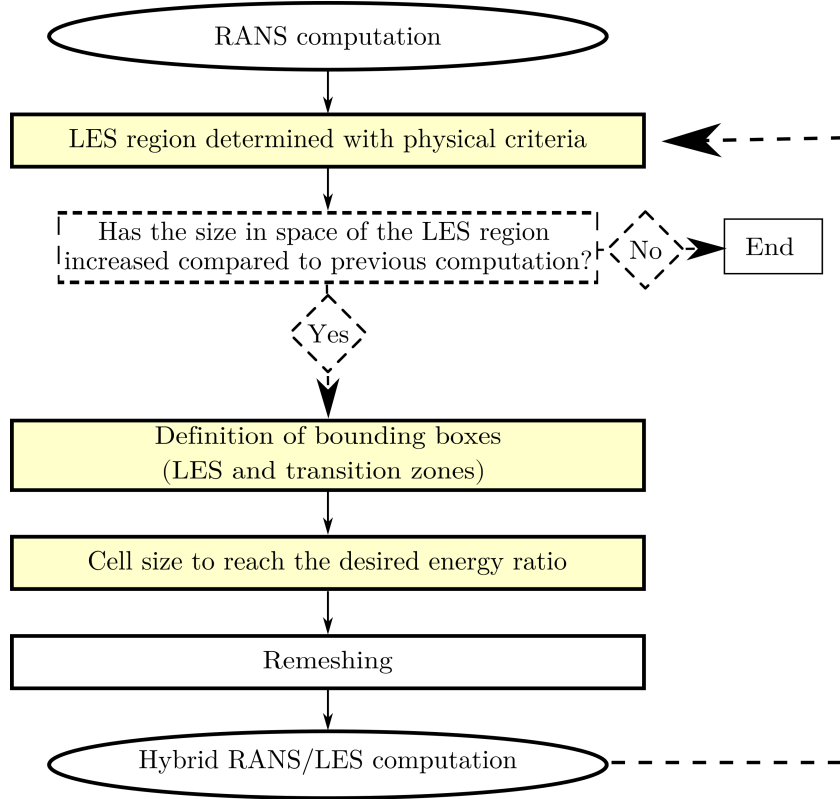 RANS computation
LES region determined with physical criteria
Has the size in space of the LES region
increased compared to previous computation?
No
End
Yes
Definition of bounding boxes
(LES and transition zones)
Cell size to reach the desired energy ratio
Remeshing
Hybrid RANS/LES computation